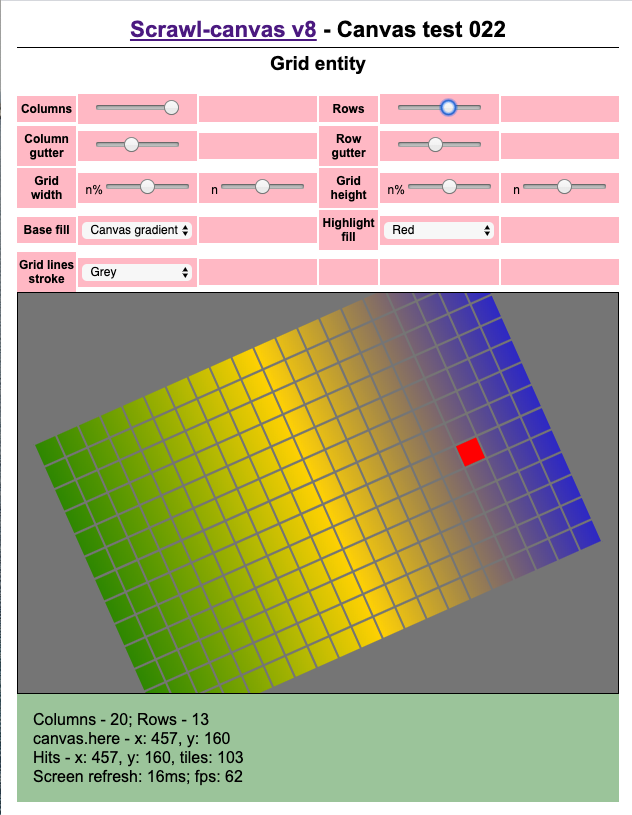 Scrawl-canvas v8 - Canvas test 022
Grid entity
Columns
Rows
Column
gutter
Row
gutter
Grid
width
n%
n
Grid
height
n%
n
Base fill
Canvas gradient
Highlight
fill
Red
Grid lines
stroke
Grey
Columns - 20; Rows - 13
canvas.here - x: 457, y: 160
Hits - x: 457, y: 160, tiles: 103
Screen refresh: 16ms; fps: 62